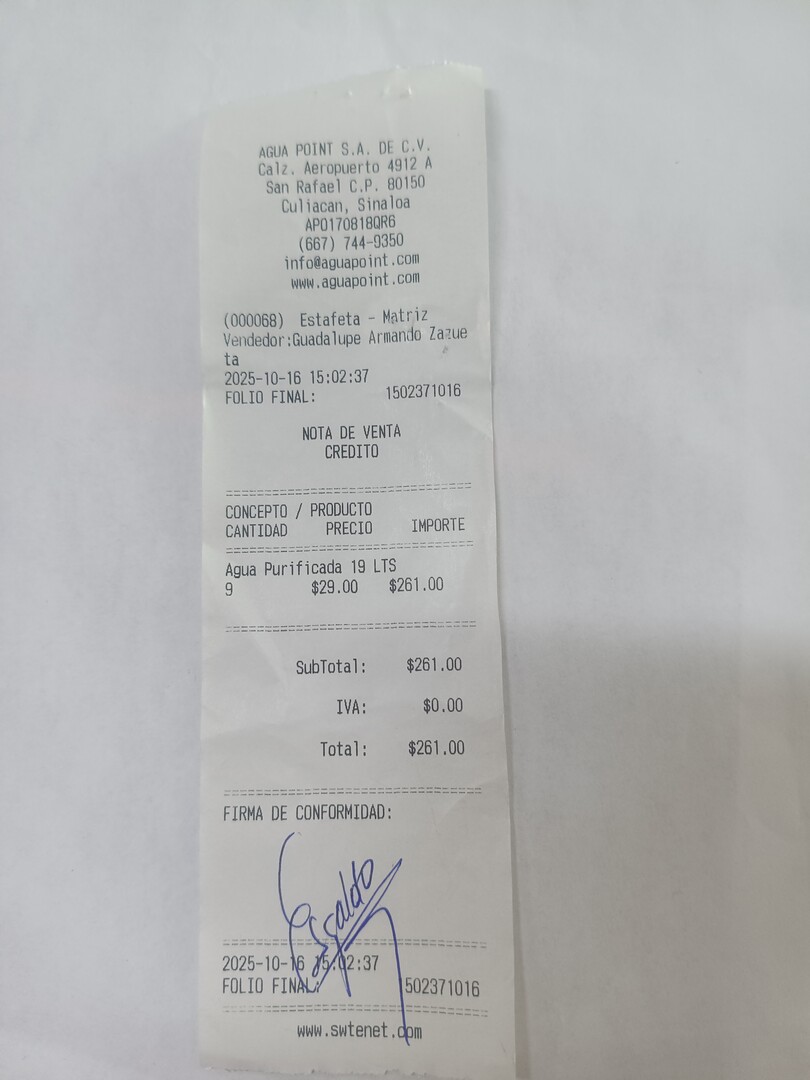 AGUA POINT S.A. DE C.V.
Calz. Aeropuerto 4912 A
San Rafael C.P. 80150
Culiacan, Sinaloa
APO170818QR6
(667) 744-9350
info@aguapoint.com
www.aguapoint.com
(000068) Estafeta - Matriz
Vendedor:Guadalupe Armando Zazue
ta
2025-10-16 15:02:37
FOLIO FINAL: 1502371016
NOTA DE VENTA
CREDITO
CONCEPTO / PRODUCTO
CANTIDAD PRECIO IMPORTE
Agua Purificada 19 LTS
9 $29.00 $261.00
SubTotal: $261.00
IVA: $0.00
Total: $261.00
FIRMA DE CONFORMIDAD:
2025-10-16 15:02:37
FOLIO FINAL: 1502371016
www.swtenet.com